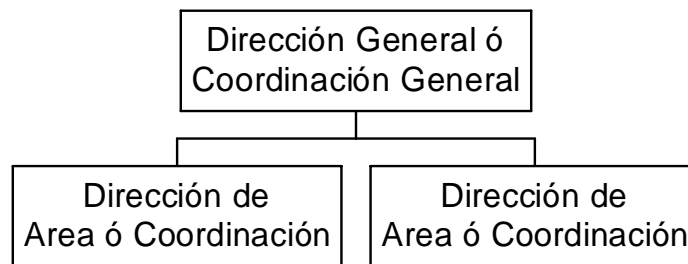 Dirección General ó
Coordinación General
Dirección de
Area ó Coordinación
Dirección de
Area ó Coordinación